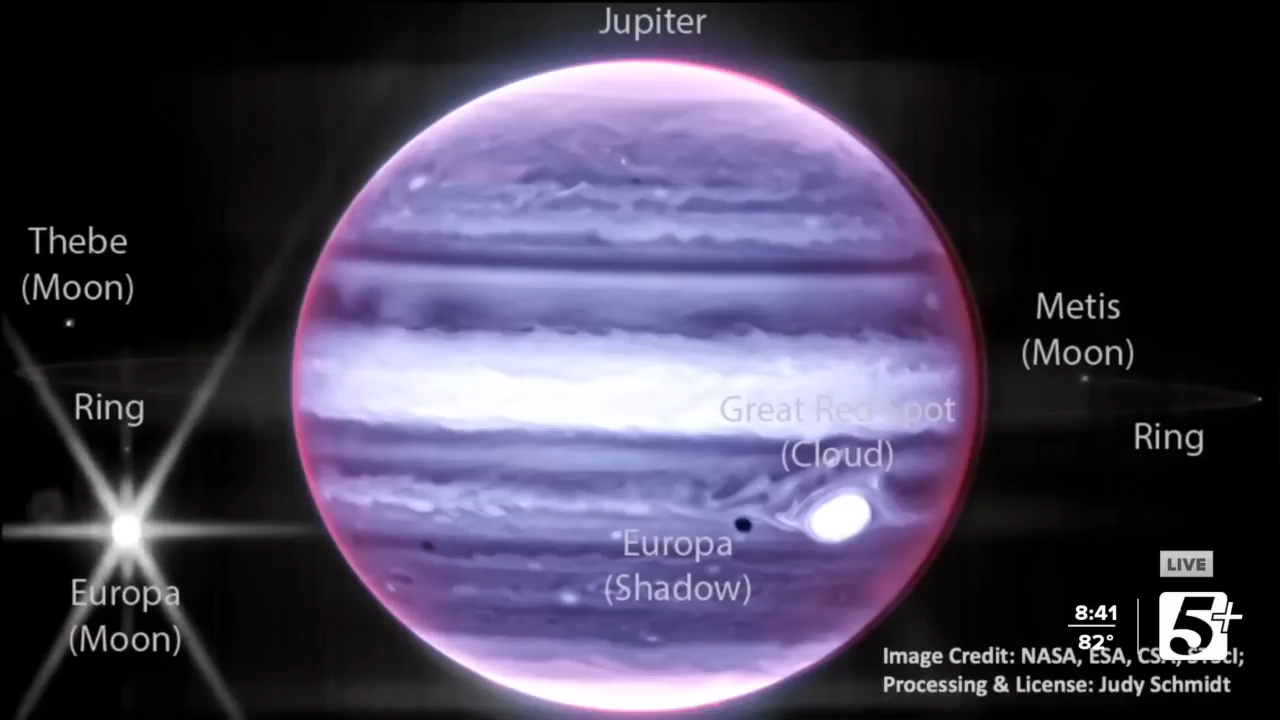 Jupiter
Thebe
(Moon)
Metis
(Moon)
Ring
Great Red Spot
(Cloud)
Ring
Europa
(Shadow)
Europa
(Moon)
LIVE
8:41
82°
5+
Image Credit: NASA, ESA, CSA, STScI;
Processing & License: Judy Schmidt